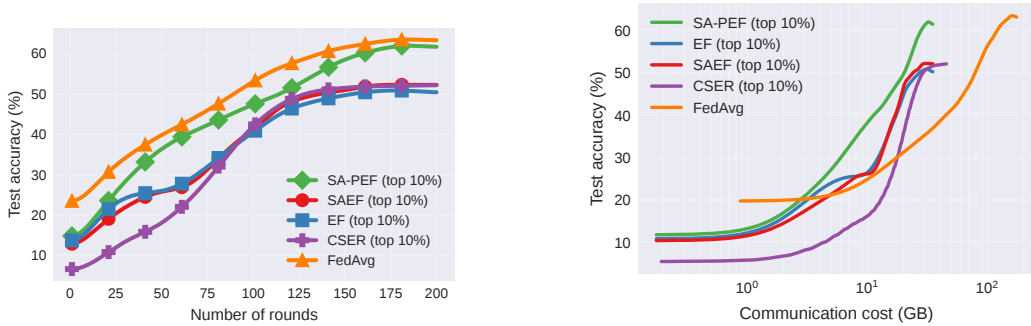 Test accuracy (%)
60
50
40
30
20
10
0 25 50 75 100 125 150 175 200
Number of rounds
SA-PEF (top 10%)
SAEF (top 10%)
EF (top 10%)
CSER (top 10%)
FedAvg
Test accuracy (%)
60
50
40
30
20
10
10⁰ 10¹ 10²
Communication cost (GB)
SA-PEF (top 10%)
EF (top 10%)
SAEF (top 10%)
CSER (top 10%)
FedAvg